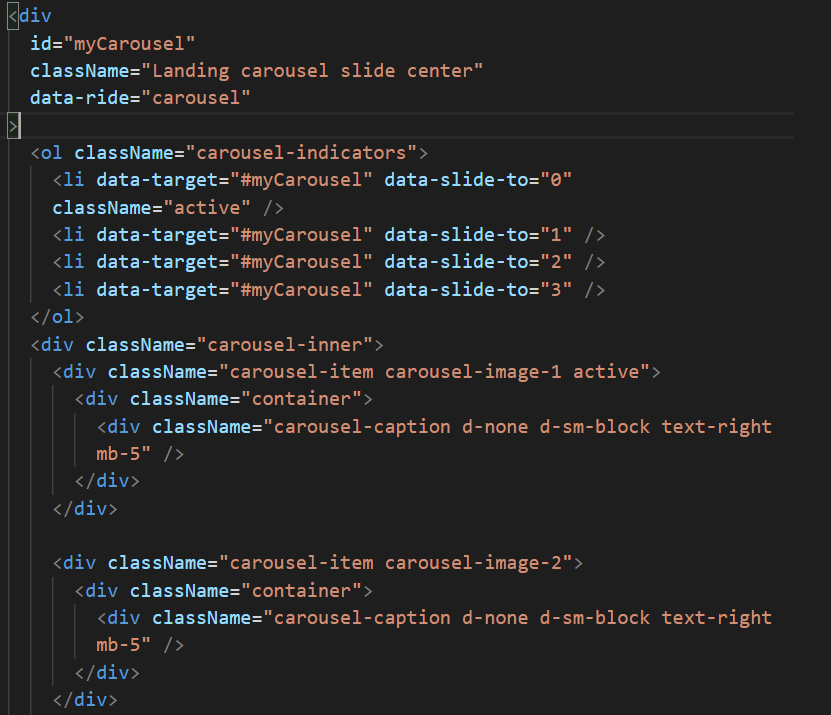 <div
id="myCarousel"
className="Landing carousel slide center"
data-ride="carousel"
>
<ol className="carousel-indicators">
<li data-target="#myCarousel" data-slide-to="0"
className="active" />
<li data-target="#myCarousel" data-slide-to="1" />
<li data-target="#myCarousel" data-slide-to="2" />
<li data-target="#myCarousel" data-slide-to="3" />
</ol>
<div className="carousel-inner">
<div className="carousel-item carousel-image-1 active">
<div className="container">
<div className="carousel-caption d-none d-sm-block text-right
mb-5" />
</div>
</div>
<div className="carousel-item carousel-image-2">
<div className="container">
<div className="carousel-caption d-none d-sm-block text-right
mb-5" />
</div>
</div>